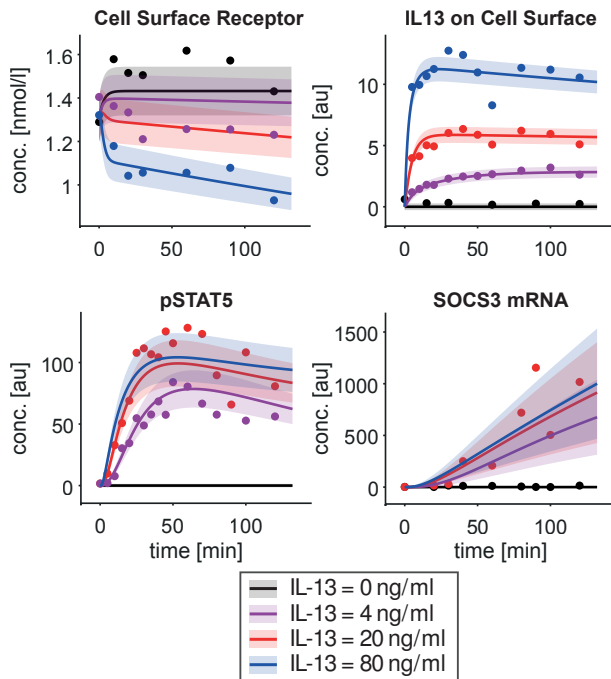 Cell Surface Receptor
IL13 on Cell Surface
conc. [nmol/l]
1.6
1.4
1.2
1
0
50
100
conc. [au]
10
5
0
0
50
100
pSTAT5
SOCS3 mRNA
conc. [au]
100
50
0
0
50
100
time [min]
conc. [au]
1500
1000
500
0
0
50
100
time [min]
IL-13 = 0 ng/ml
IL-13 = 4 ng/ml
IL-13 = 20 ng/ml
IL-13 = 80 ng/ml